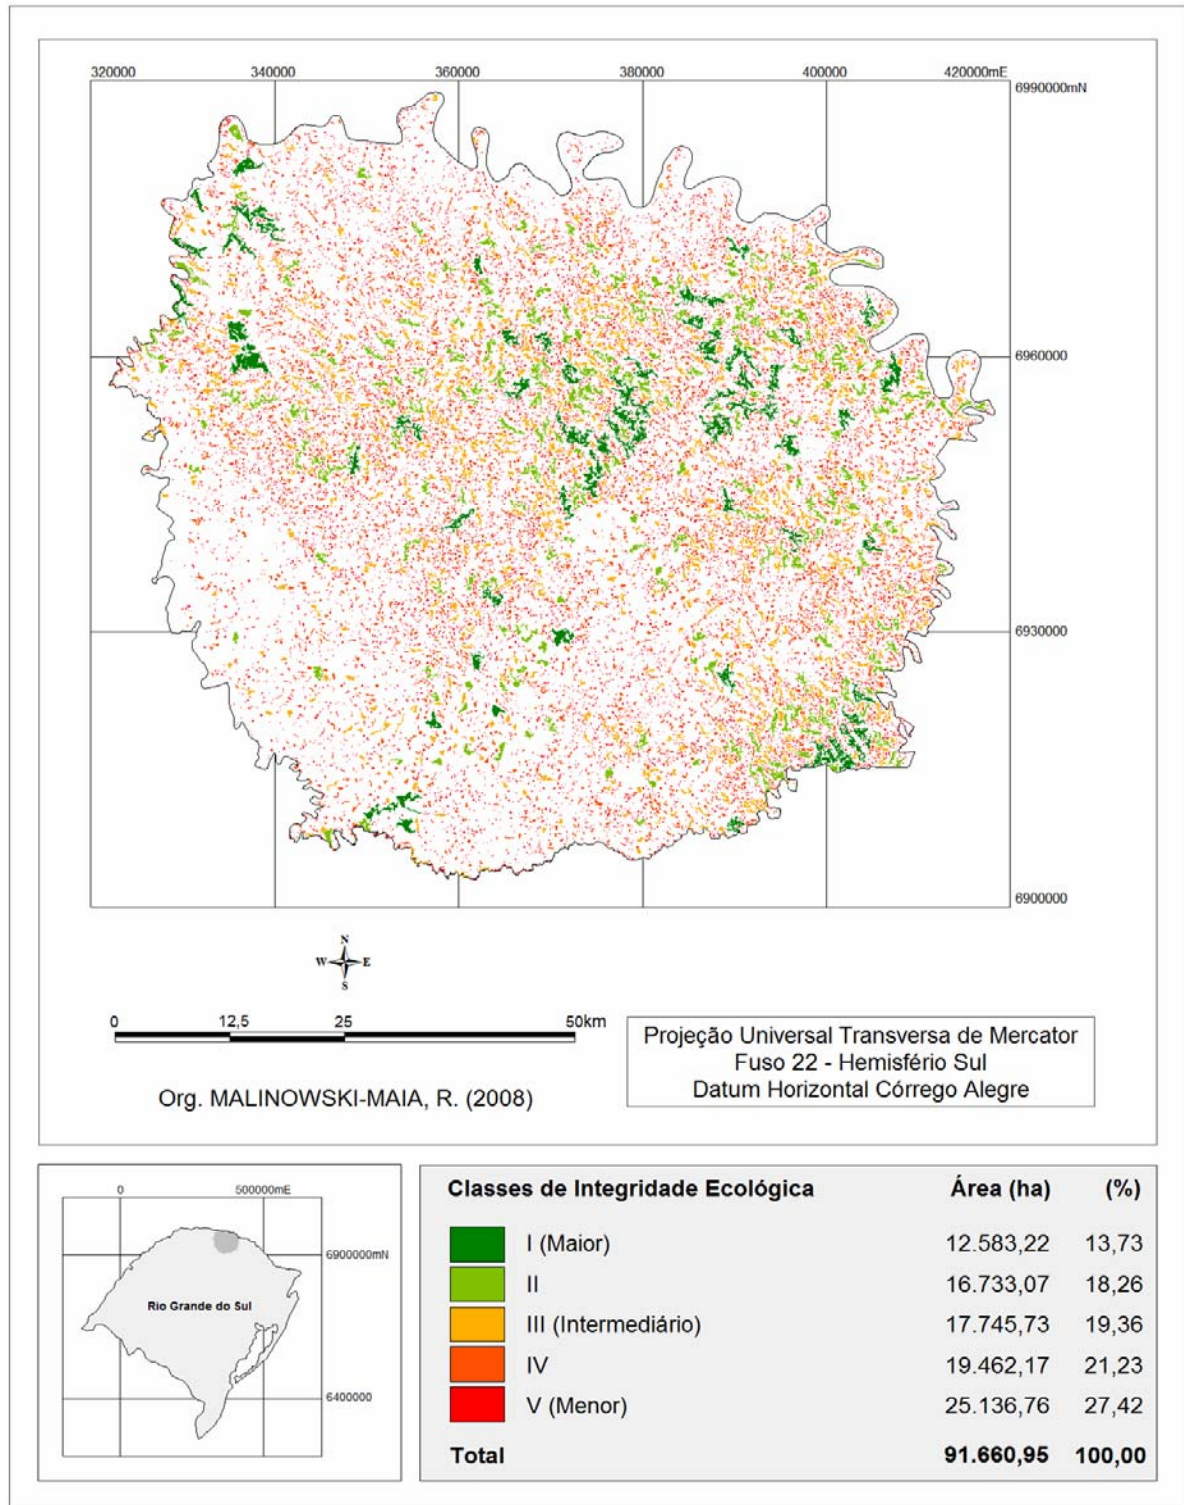 320000 340000 360000 380000 400000 420000mE
6990000mN
6960000
6930000
6900000
N
W E
S
0 12,5 25 50km
Projeção Universal Transversa de Mercator
Fuso 22 - Hemisfério Sul
Datum Horizontal Córrego Alegre
Org. MALINOWSKI-MAIA, R. (2008)
0 500000mE
6900000mN
Rio Grande do Sul
6400000
Classes de Integridade Ecológica Área (ha) (%)
I (Maior) 12.583,22 13,73
II 16.733,07 18,26
III (Intermediário) 17.745,73 19,36
IV 19.462,17 21,23
V (Menor) 25.136,76 27,42
Total 91.660,95 100,00